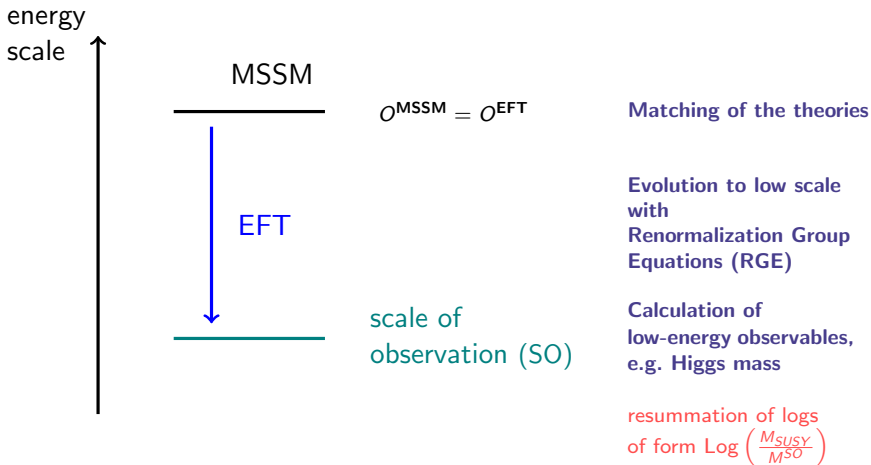 energy
scale
MSSM
O^MSSM = O^EFT
Matching of the theories
Evolution to low scale
with
Renormalization Group
Equations (RGE)
EFT
scale of
observation (SO)
Calculation of
low-energy observables,
e.g. Higgs mass
resummation of logs
of form Log (M_SUSY/M^SO)